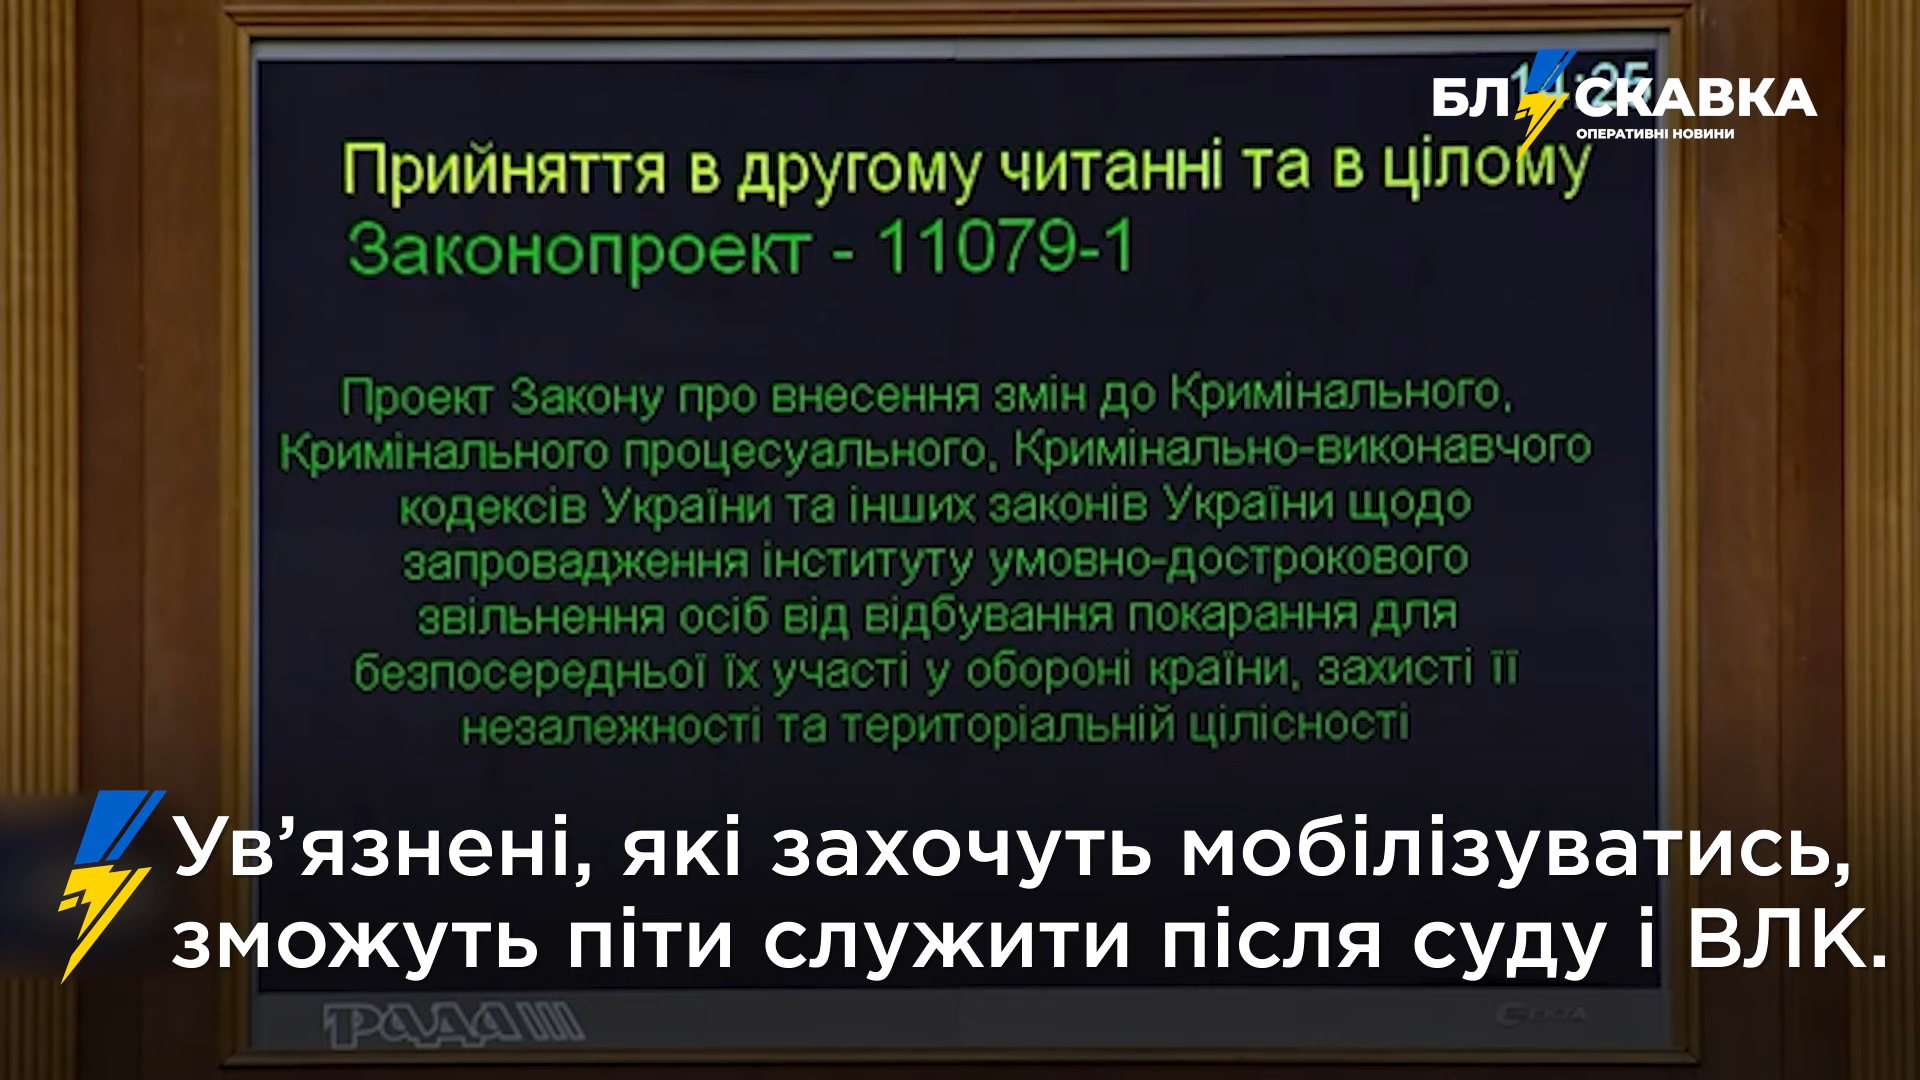 14:25
БЛИСКАВКА
ОПЕРАТИВНІ НОВИНИ
Прийняття в другому читанні та в цілому
Законопроект - 11079-1
Проект Закону про внесення змін до Кримінального,
Кримінального процесуального, Кримінально-виконавчого
кодексів України та інших законів України щодо
запровадження інституту умовно-дострокового
звільнення осіб від відбування покарання для
безпосередньої їх участі у обороні країни, захисті її
незалежності та територіальній цілісності
Ув’язнені, які захочуть мобілізуватись,
зможуть піти служити після суду і ВЛК.
РАДА III